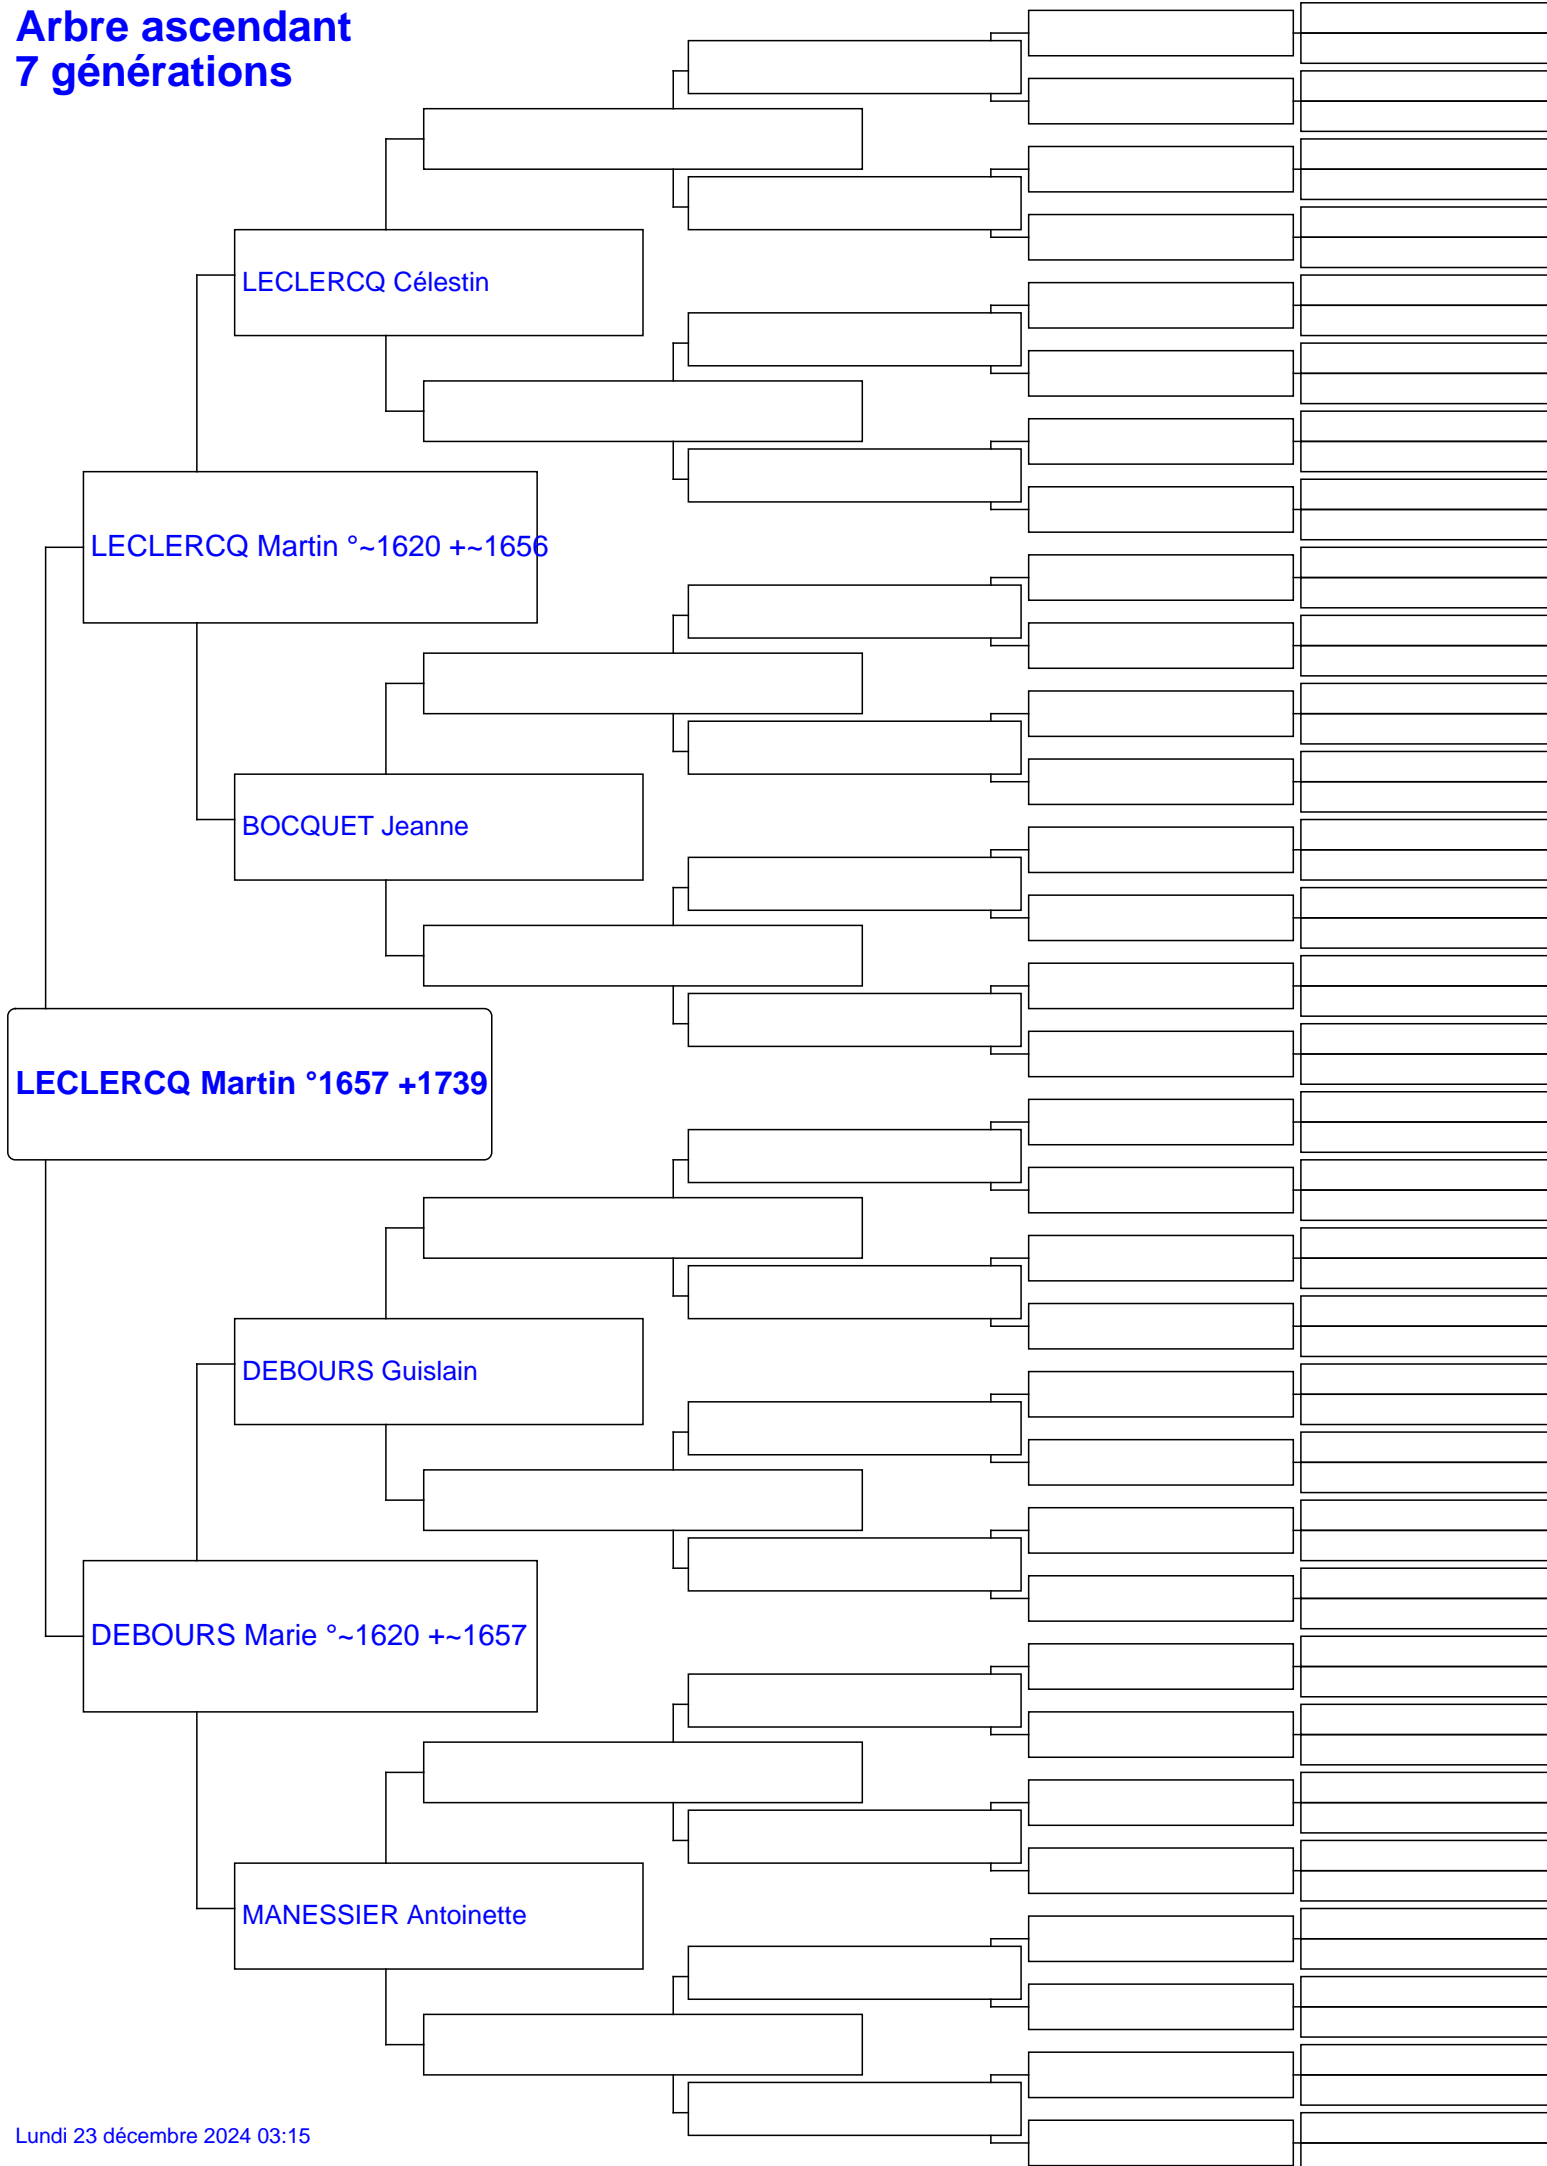 Arbre ascendant
7 générations
LECLERCQ Célestin
LECLERCQ Martin °~1620 +~1656
BOCQUET Jeanne
LECLERCQ Martin °1657 +1739
DEBOURS Guislain
DEBOURS Marie °~1620 +~1657
MANESSIER Antoinette
Lundi 23 décembre 2024 03:15